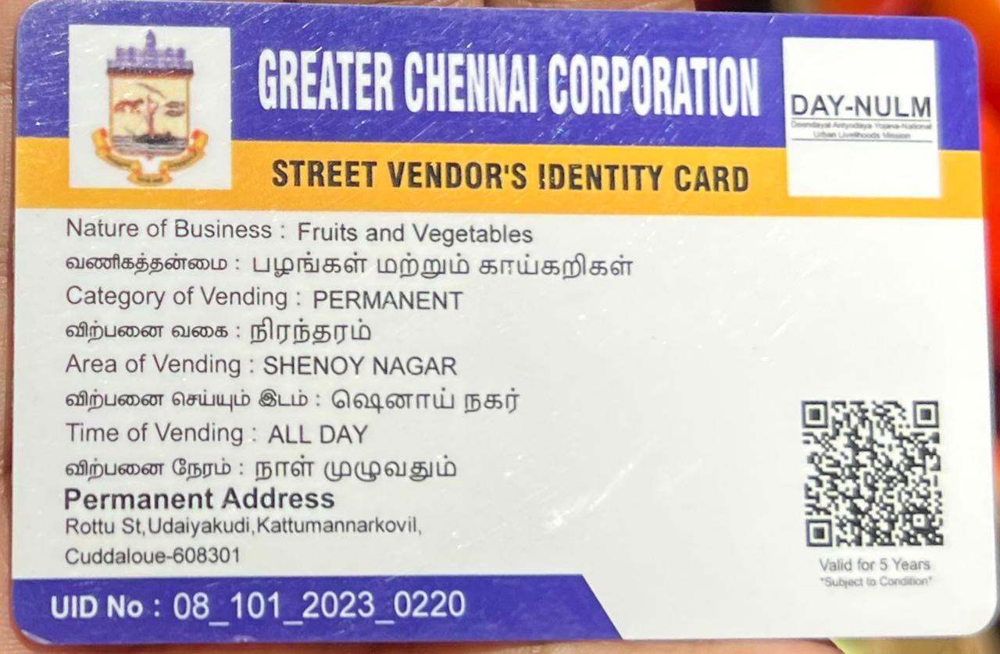 GREATER CHENNAI CORPORATION
DAY-NULM
Deendayal Antyodaya Yojana-National
Urban Livelihoods Mission
STREET VENDOR'S IDENTITY CARD
Nature of Business : Fruits and Vegetables
வணிகத்தன்மை : பழங்கள் மற்றும் காய்கறிகள்
Category of Vending : PERMANENT
விற்பனை வகை : நிரந்தரம்
Area of Vending : SHENOY NAGAR
விற்பனை செய்யும் இடம் : ஷெனாய் நகர்
Time of Vending : ALL DAY
விற்பனை நேரம் : நாள் முழுவதும்
Permanent Address
Rottu St,Udaiyakudi,Kattumannarkovil,
Cuddaloue-608301
Valid for 5 Years
*Subject to Condition*
UID No : 08_101_2023_0220